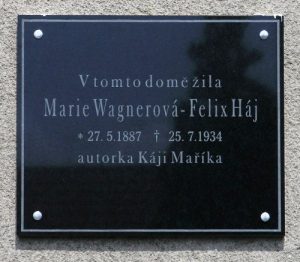 V tomto domě žila
Marie Wagnerová - Felix Háj
* 27. 5. 1887 † 25. 7. 1934
autorka Káji Maříka